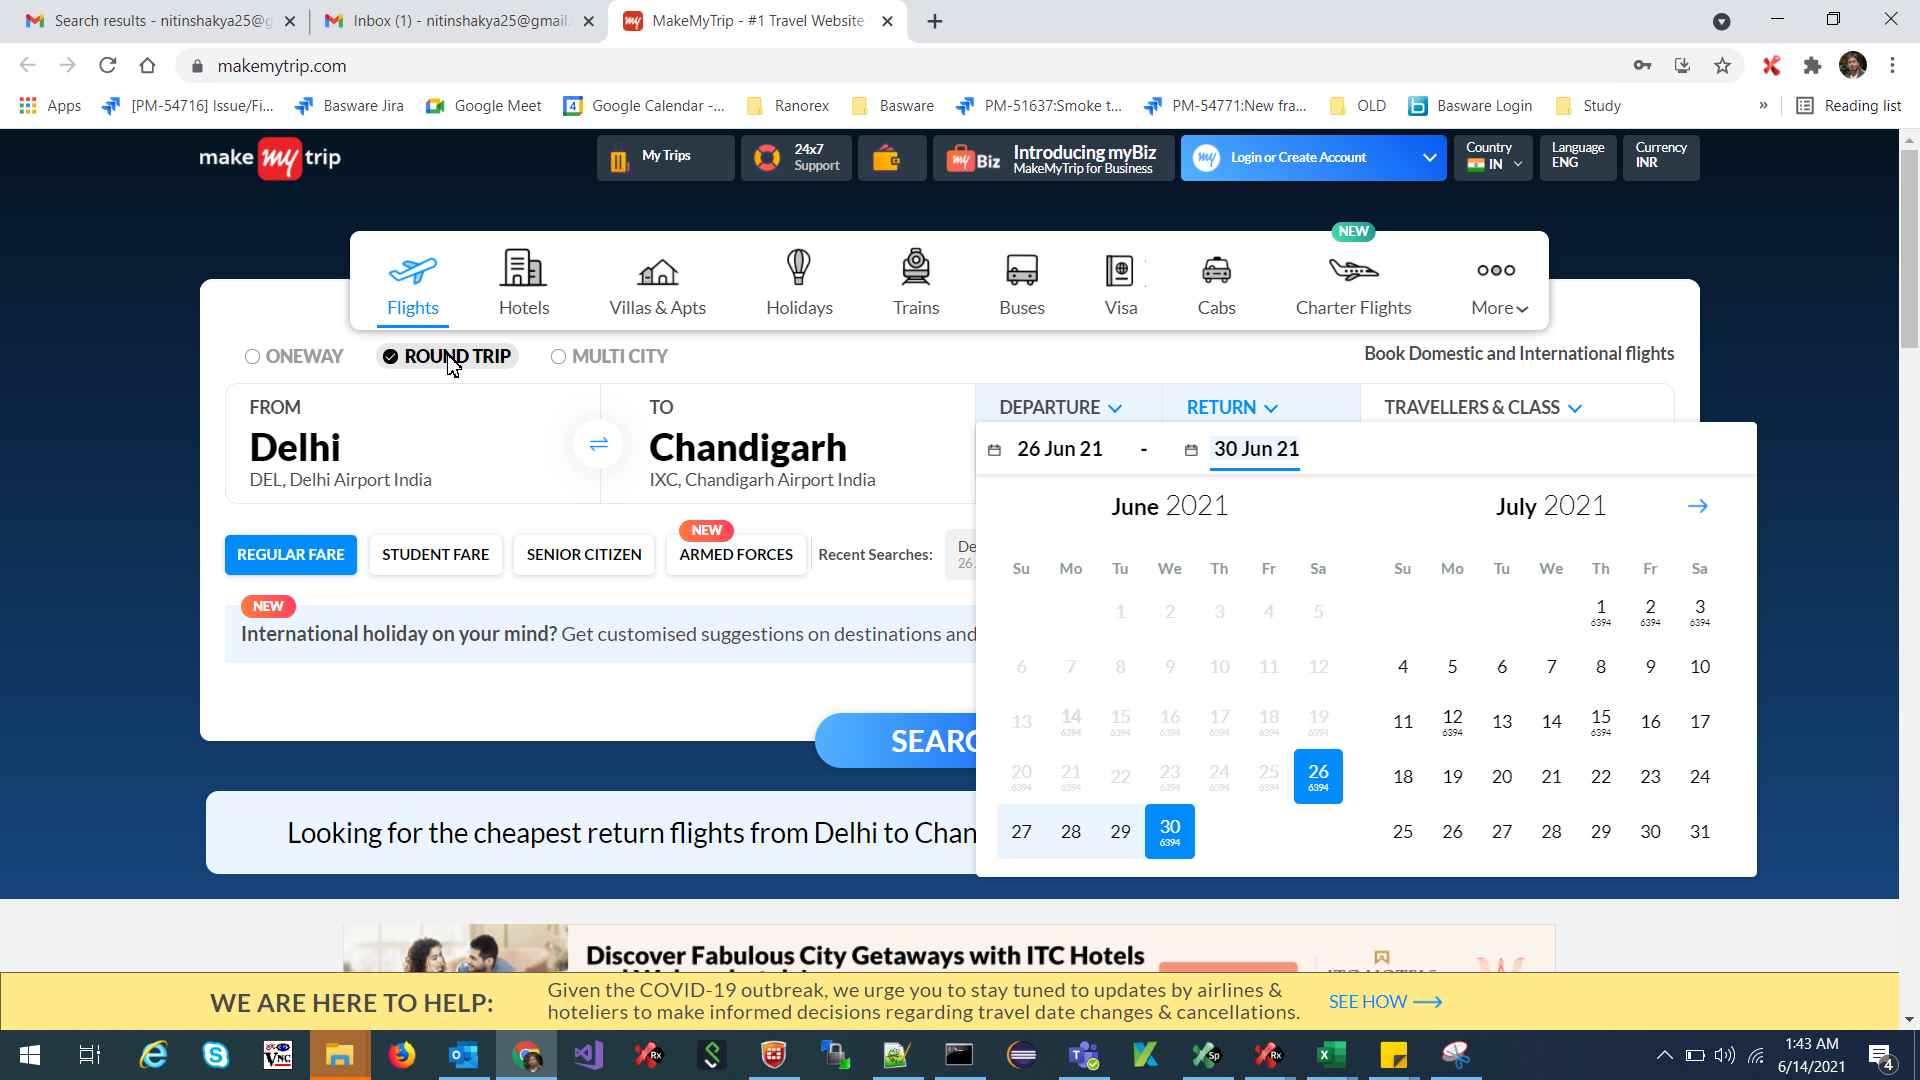 Search results - nitinshakya25@g
Inbox (1) - nitinshakya25@gmail.
MakeMyTrip - #1 Travel Website
makemytrip.com
Apps
[PM-54716] Issue/Fi...
Basware Jira
Google Meet
Google Calendar -...
Ranorex
Basware
PM-51637:Smoke t...
PM-54771:New fra...
OLD
Basware Login
Study
»
Reading list
make my trip
My Trips
24x7
Support
my Biz
Introducing myBiz
MakeMyTrip for Business
my
Login or Create Account
Country
IN
Language
ENG
Currency
INR
NEW
Flights
Hotels
Villas & Apts
Holidays
Trains
Buses
Visa
Cabs
Charter Flights
More
ONEWAY
ROUND TRIP
MULTI CITY
Book Domestic and International flights
FROM
Delhi
DEL, Delhi Airport India
TO
Chandigarh
IXC, Chandigarh Airport India
DEPARTURE
RETURN
TRAVELLERS & CLASS
26 Jun 21 - 30 Jun 21
REGULAR FARE
STUDENT FARE
SENIOR CITIZEN
NEW
ARMED FORCES
Recent Searches:
De
26
NEW
International holiday on your mind? Get customised suggestions on destinations and
SEARC
Looking for the cheapest return flights from Delhi to Chan
June 2021
Su Mo Tu We Th Fr Sa
1 2 3 4 5
6 7 8 9 10 11 12
13 14 15 16 17 18 19
6394 6394 6394 6394 6394 6394
20 21 22 23 24 25 26
6394 6394 6394 6394 6394 6394
27 28 29 30
6394
July 2021
Su Mo Tu We Th Fr Sa
1 2 3
6394 6394 6394
4 5 6 7 8 9 10
11 12 13 14 15 16 17
6394 6394
18 19 20 21 22 23 24
25 26 27 28 29 30 31
Discover Fabulous City Getaways with ITC Hotels
WE ARE HERE TO HELP:
Given the COVID-19 outbreak, we urge you to stay tuned to updates by airlines &
hoteliers to make informed decisions regarding travel date changes & cancellations.
SEE HOW
1:43 AM
6/14/2021
4